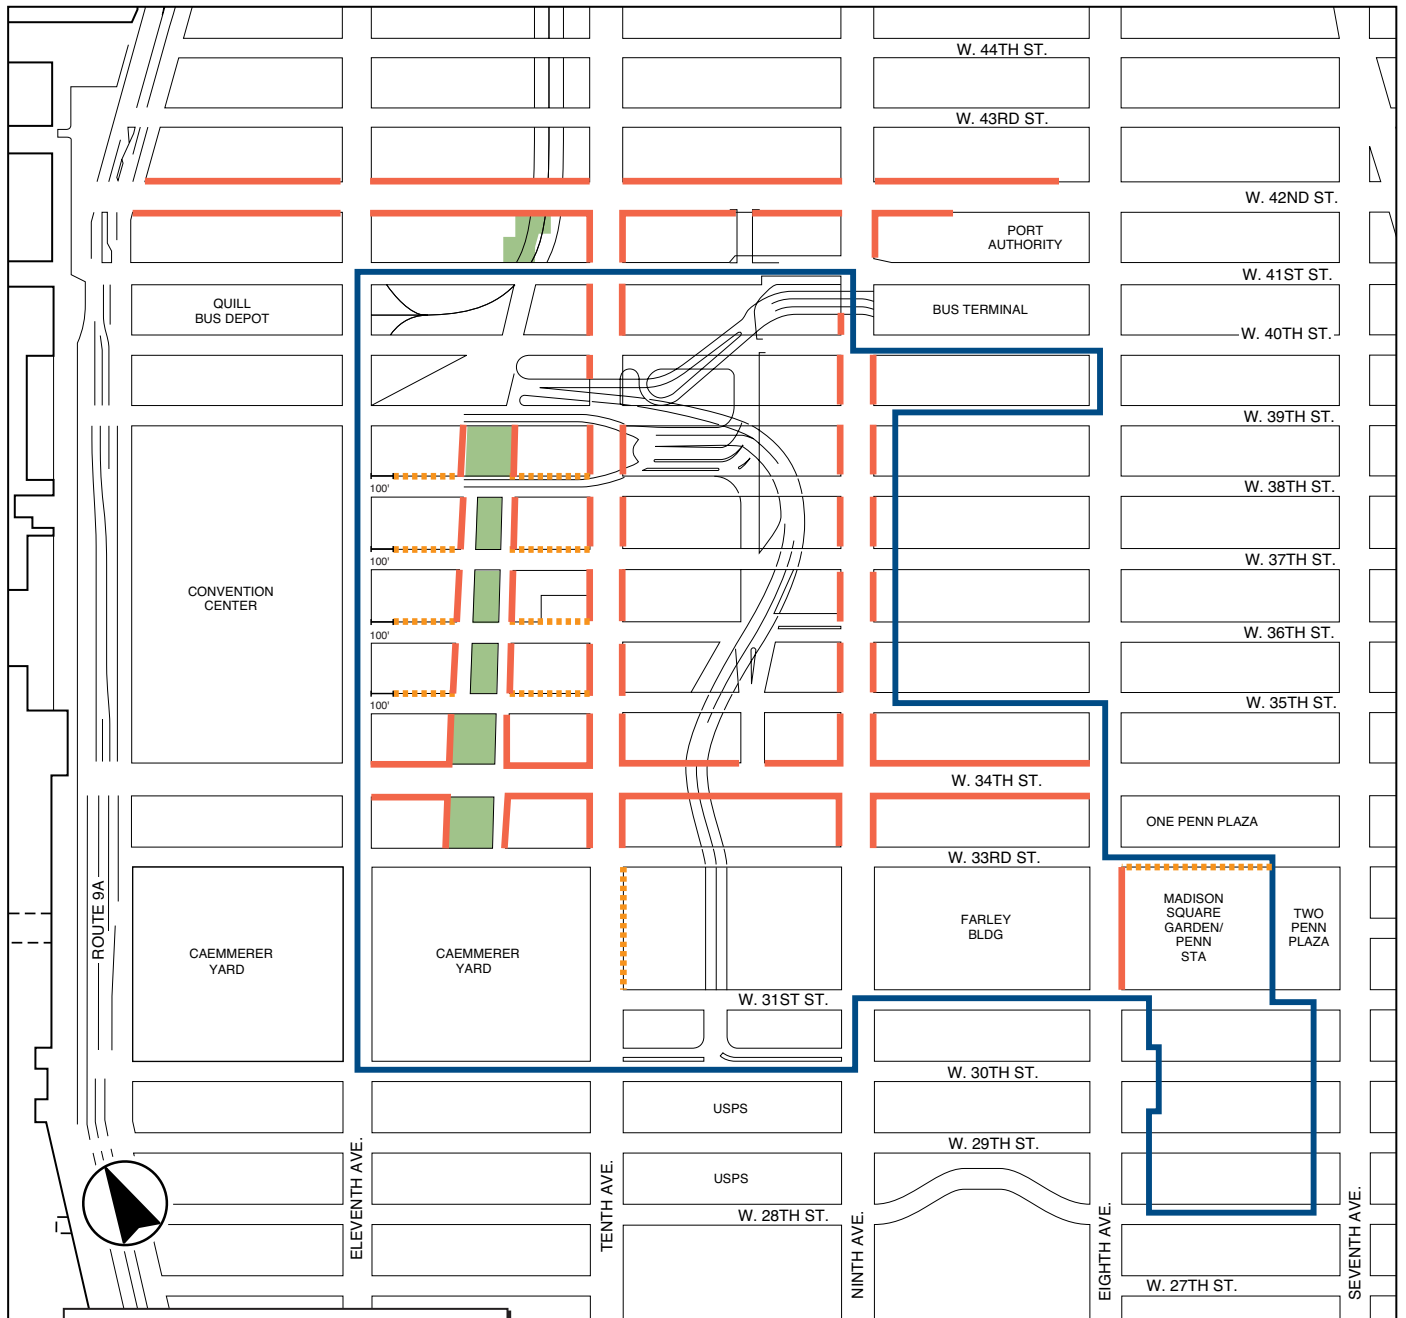 W. 44TH ST.
W. 43RD ST.
W. 42ND ST.
PORT
AUTHORITY
W. 41ST ST.
QUILL
BUS DEPOT
BUS TERMINAL
W. 40TH ST.
W. 39TH ST.
100'
W. 38TH ST.
100'
W. 37TH ST.
CONVENTION
CENTER
100'
W. 36TH ST.
100'
W. 35TH ST.
W. 34TH ST.
ONE PENN PLAZA
W. 33RD ST.
ROUTE 9A
CAEMMERER
YARD
CAEMMERER
YARD
FARLEY
BLDG
MADISON
SQUARE
GARDEN/
PENN
STA
TWO
PENN
PLAZA
W. 31ST ST.
W. 30TH ST.
USPS
W. 29TH ST.
USPS
W. 28TH ST.
ELEVENTH AVE.
TENTH AVE.
NINTH AVE.
EIGHTH AVE.
SEVENTH AVE.
W. 27TH ST.